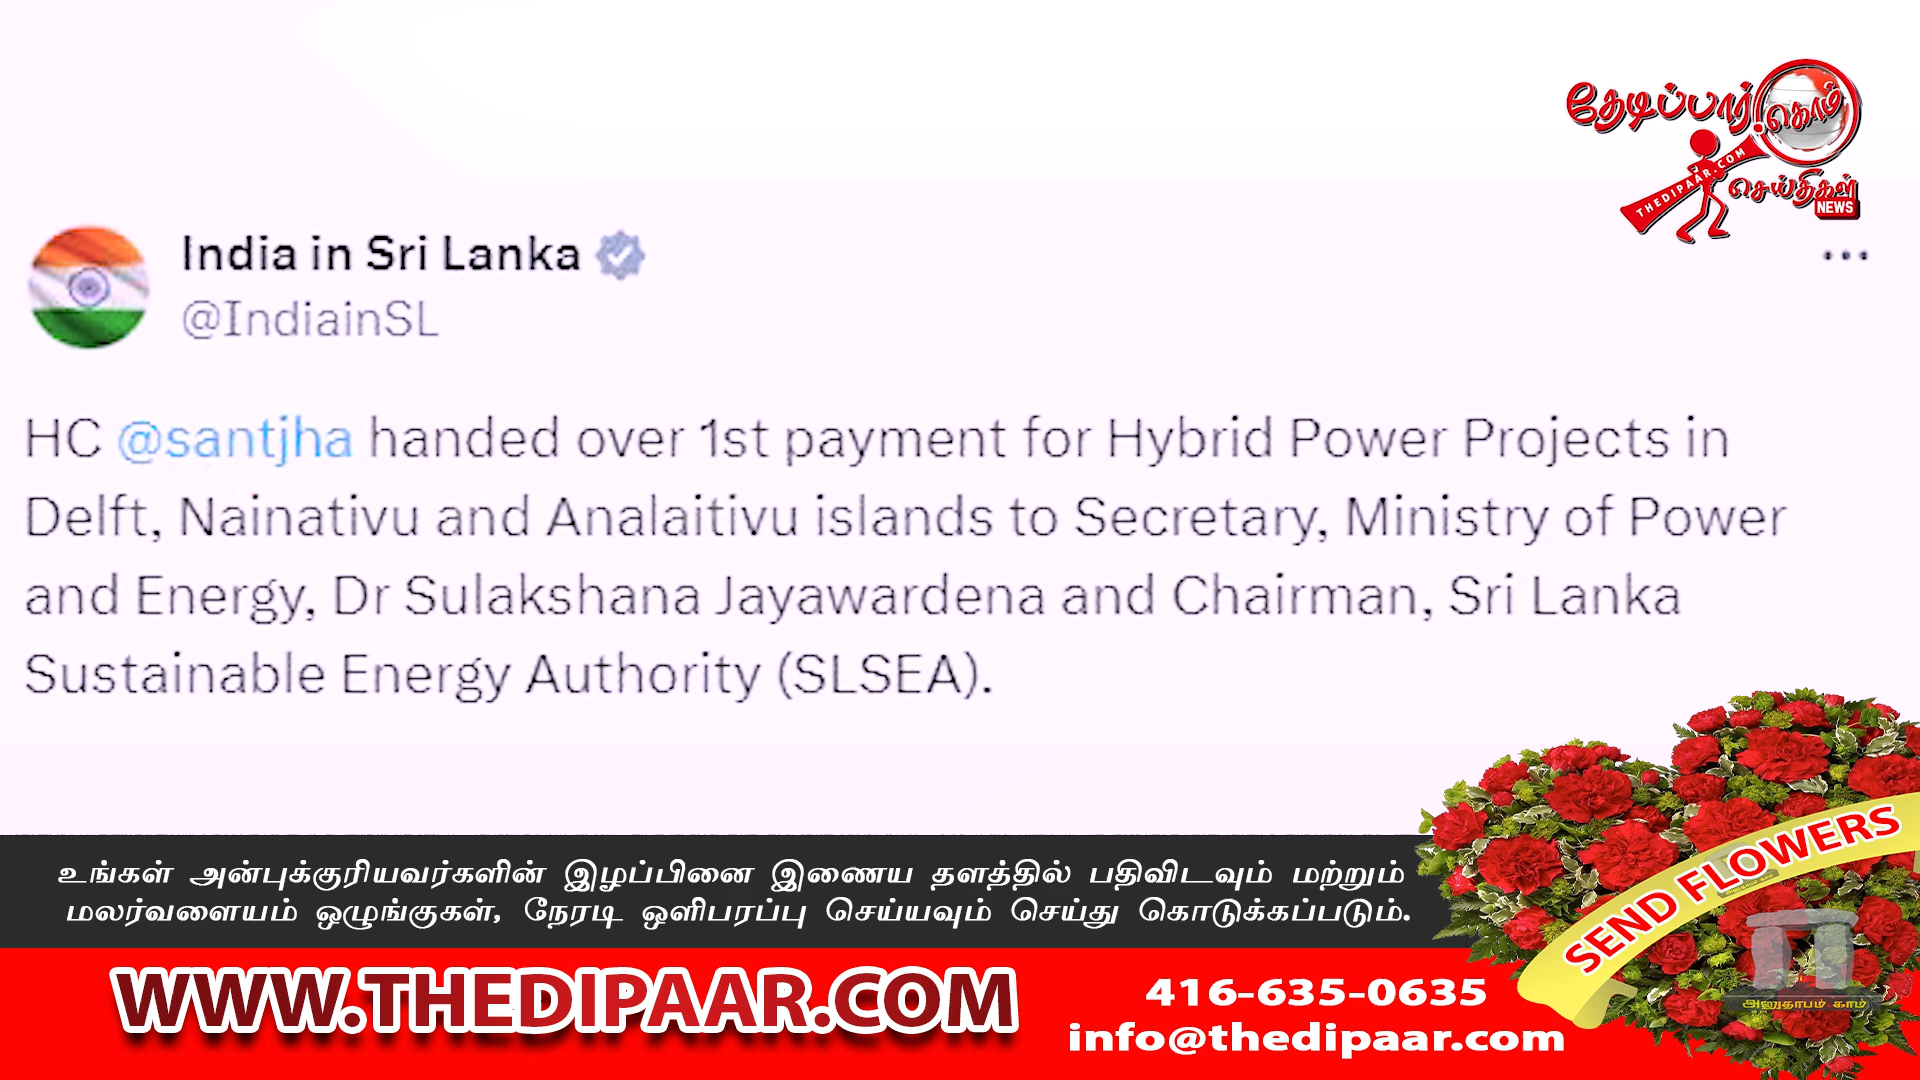 தேடிப்பார்.கொம்
THEDIPAAR.COM
செய்திகள்
NEWS
India in Sri Lanka
@IndiainSL
HC @santjha handed over 1st payment for Hybrid Power Projects in
Delft, Nainativu and Analaitivu islands to Secretary, Ministry of Power
and Energy, Dr Sulakshana Jayawardena and Chairman, Sri Lanka
Sustainable Energy Authority (SLSEA).
உங்கள் அன்புக்குரியவர்களின் இழப்பினை இணைய தளத்தில் பதிவிடவும் மற்றும்
மலர்வளையம் ஒழுங்குகள், நேரடி ஒளிபரப்பு செய்யவும் செய்து கொடுக்கப்படும்.
SEND FLOWERS
WWW.THEDIPAAR.COM
416-635-0635
info@thedipaar.com
அனுதாபம் காம்